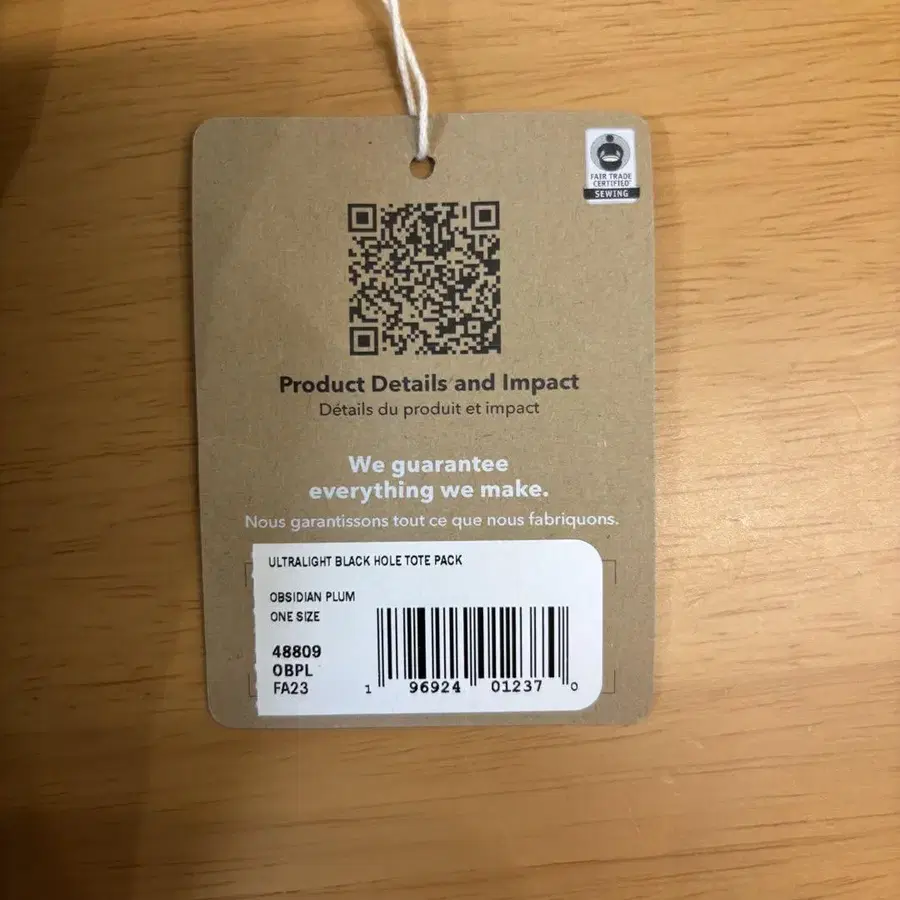 FAIR TRADE
CERTIFIED
SEWING
Product Details and Impact
Détails du produit et impact
We guarantee
everything we make.
Nous garantissons tout ce que nous fabriquons.
ULTRALIGHT BLACK HOLE TOTE PACK
OBSIDIAN PLUM
ONE SIZE
48809
OBPL
FA23
1 96924 01237 0